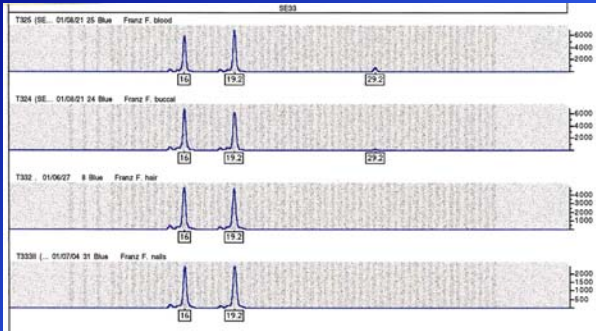 SE33
T325 (SE... 01/08/21 25 Blue Franz F. blood
6000
4000
2000
16 19.2 29.2
T324 (SE... 01/08/21 24 Blue Franz F. buccal
6000
4000
2000
16 19.2 29.2
T332 . 01/06/27 8 Blue Franz F. hair
4000
3000
2000
1000
16 19.2
T333II (... 01/07/04 31 Blue Franz F. nails
2000
1500
1000
500
16 19.2